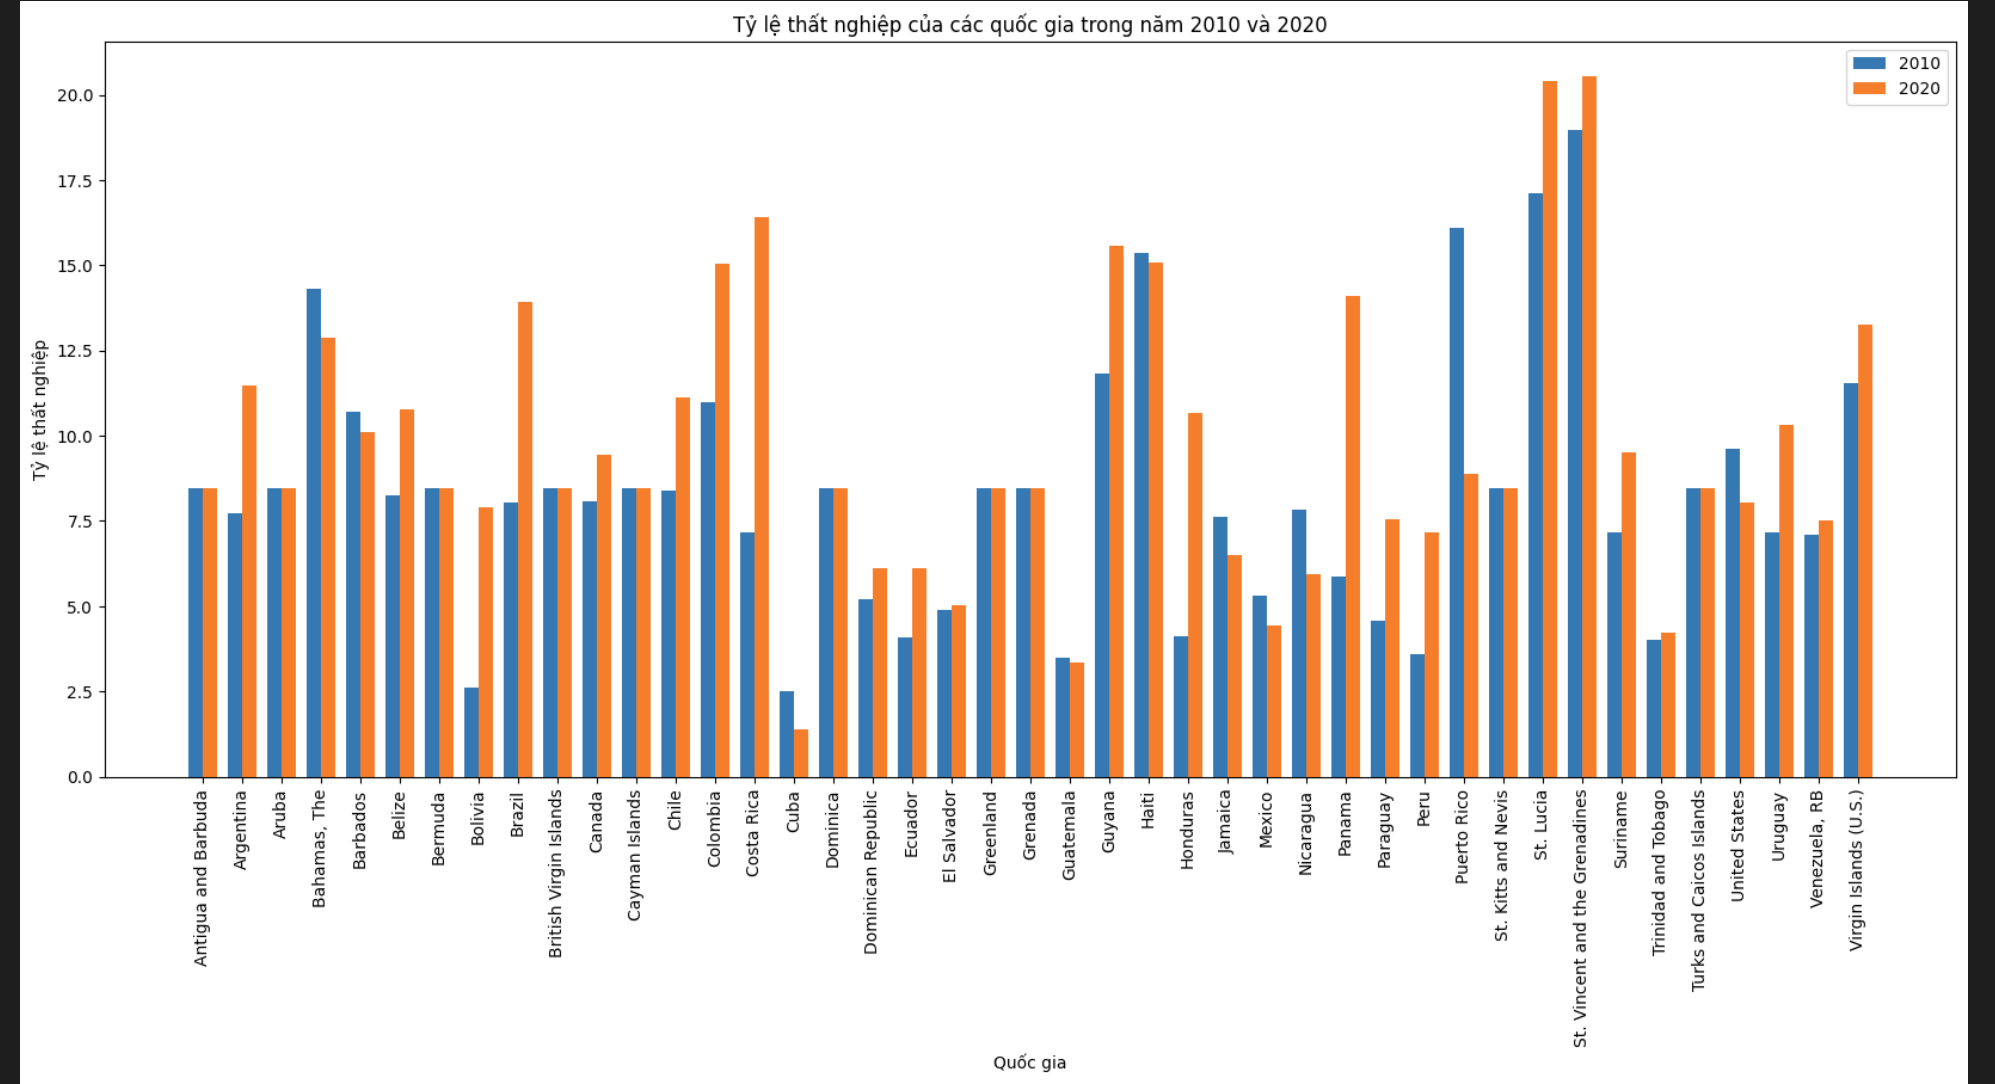 Tỷ lệ thất nghiệp của các quốc gia trong năm 2010 và 2020
2010
2020
Tỷ lệ thất nghiệp
20.0
17.5
15.0
12.5
10.0
7.5
5.0
2.5
0.0
Antigua and Barbuda
Argentina
Aruba
Bahamas, The
Barbados
Belize
Bermuda
Bolivia
Brazil
British Virgin Islands
Canada
Cayman Islands
Chile
Colombia
Costa Rica
Cuba
Dominica
Dominican Republic
Ecuador
El Salvador
Greenland
Grenada
Guatemala
Guyana
Haiti
Honduras
Jamaica
Mexico
Nicaragua
Panama
Paraguay
Peru
Puerto Rico
St. Kitts and Nevis
St. Lucia
St. Vincent and the Grenadines
Suriname
Trinidad and Tobago
Turks and Caicos Islands
United States
Uruguay
Venezuela, RB
Virgin Islands (U.S.)
Quốc gia